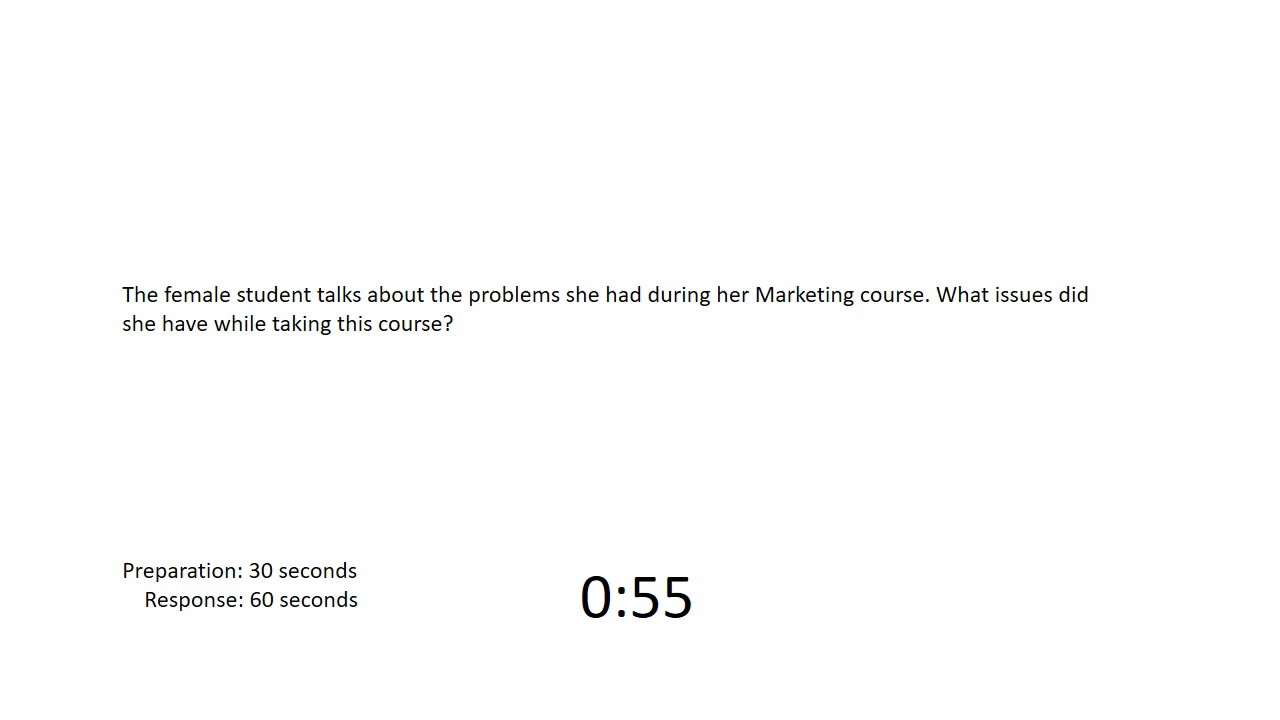 The female student talks about the problems she had during her Marketing course. What issues did
she have while taking this course?
Preparation: 30 seconds
Response: 60 seconds
0:55